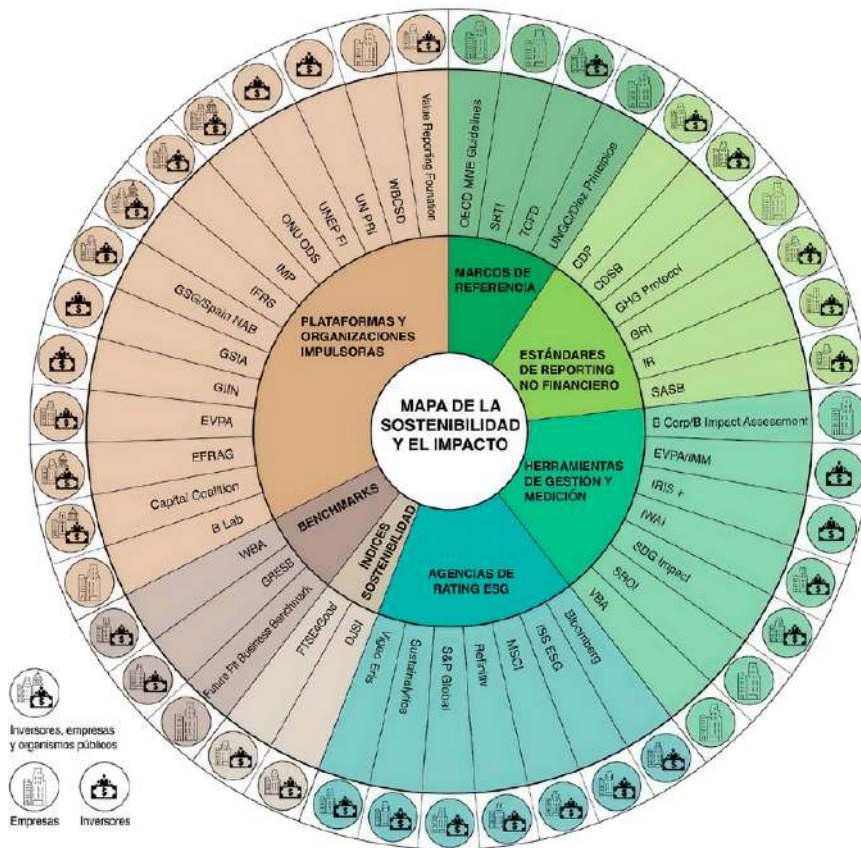 MAPA DE LA
SOSTENIBILIDAD
Y EL IMPACTO
MARCOS DE
REFERENCIA
OECD MNE Guidelines
SBTI
TCFD
UNGC/Diez Principios
ESTÁNDARES
DE REPORTING
NO FINANCIERO
CDP
CDSB
GHG Protocol
GRI
IR
SASB
HERRAMIENTAS
DE GESTIÓN Y
MEDICIÓN
B Corp/B Impact Assessment
EVPA/IMM
IRIS +
IWAI
SDG Impact
SROI
VBA
AGENCIAS DE
RATING ESG
Bloomberg
ISS ESG
MSCI
Refinitiv
S&P Global
Sustainalytics
Vigeo Eiris
INDICES
SOSTENIBILIDAD
DJSI
FTSE4Good
BENCHMARKS
Future Fit Business Benchmark
GRESS
WBA
PLATAFORMAS Y
ORGANIZACIONES
IMPULSORAS
B Lab
Capital Coalition
EFRAG
EVPA
GIIN
GSIA
GSG/Spain NAB
IFRS
IMP
ONU ODS
UNEP FI
UN PRI
WBCSD
Value Reporting Founation
Inversores, empresas
y organismos públicos
Empresas
Inversores